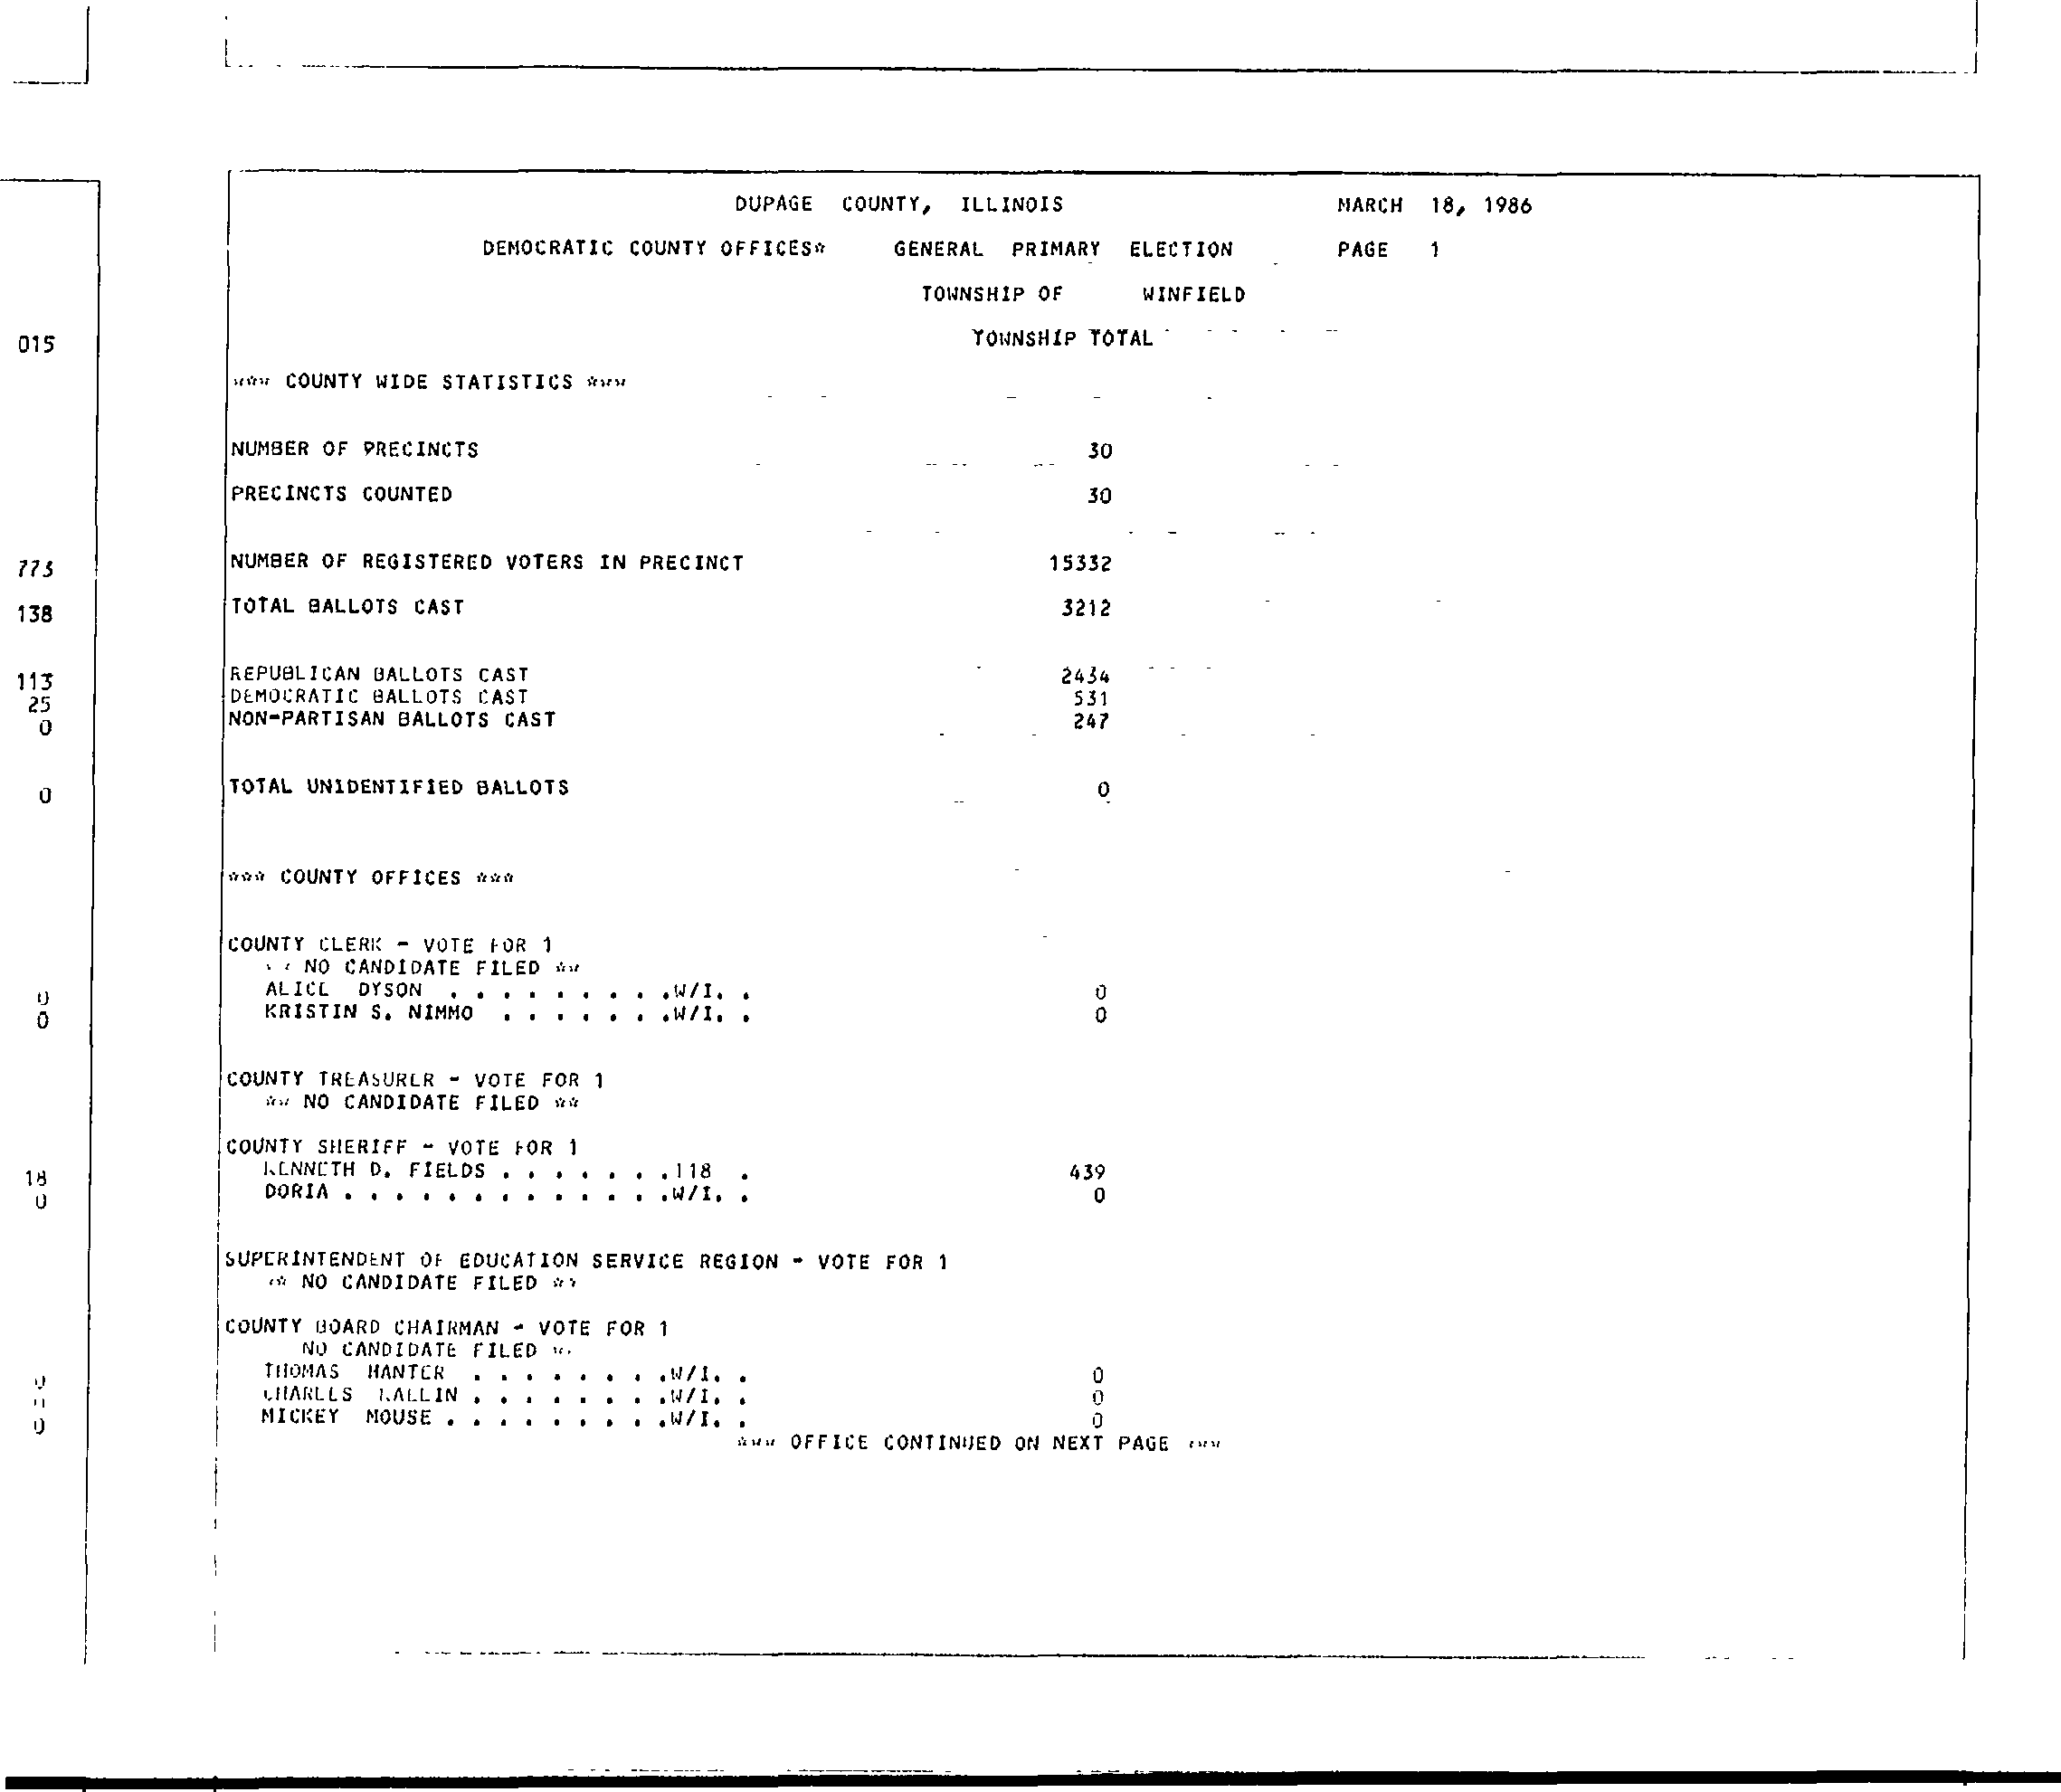 DUPAGE COUNTY, ILLINOIS MARCH 18, 1986
DEMOCRATIC COUNTY OFFICES* GENERAL PRIMARY ELECTION PAGE 1
TOWNSHIP OF WINFIELD
TOWNSHIP TOTAL
015
*** COUNTY WIDE STATISTICS ***
NUMBER OF PRECINCTS 30
PRECINCTS COUNTED 30
773 NUMBER OF REGISTERED VOTERS IN PRECINCT 15332
138 TOTAL BALLOTS CAST 3212
113 REPUBLICAN BALLOTS CAST 2434
25 DEMOCRATIC BALLOTS CAST 531
0 NON-PARTISAN BALLOTS CAST 247
0 TOTAL UNIDENTIFIED BALLOTS 0
*** COUNTY OFFICES ***
COUNTY CLERK - VOTE FOR 1
** NO CANDIDATE FILED **
0 ALICE DYSON . . . . . . . . .W/I. . 0
0 KRISTIN S. NIMMO . . . . . . .W/I. . 0
COUNTY TREASURER - VOTE FOR 1
** NO CANDIDATE FILED **
COUNTY SHERIFF - VOTE FOR 1
18 KENNETH D. FIELDS . . . . . . .118 . 439
0 DORIA . . . . . . . . . . . . .W/I. . 0
SUPERINTENDENT OF EDUCATION SERVICE REGION - VOTE FOR 1
** NO CANDIDATE FILED **
COUNTY BOARD CHAIRMAN - VOTE FOR 1
NO CANDIDATE FILED **
0 THOMAS HANTER . . . . . . . .W/I. . 0
CHARLES . . . . . . . .W/I. . 0
0 MICKEY MOUSE . . . . . . . . .W/I. . 0
*** OFFICE CONTINUED ON NEXT PAGE ***